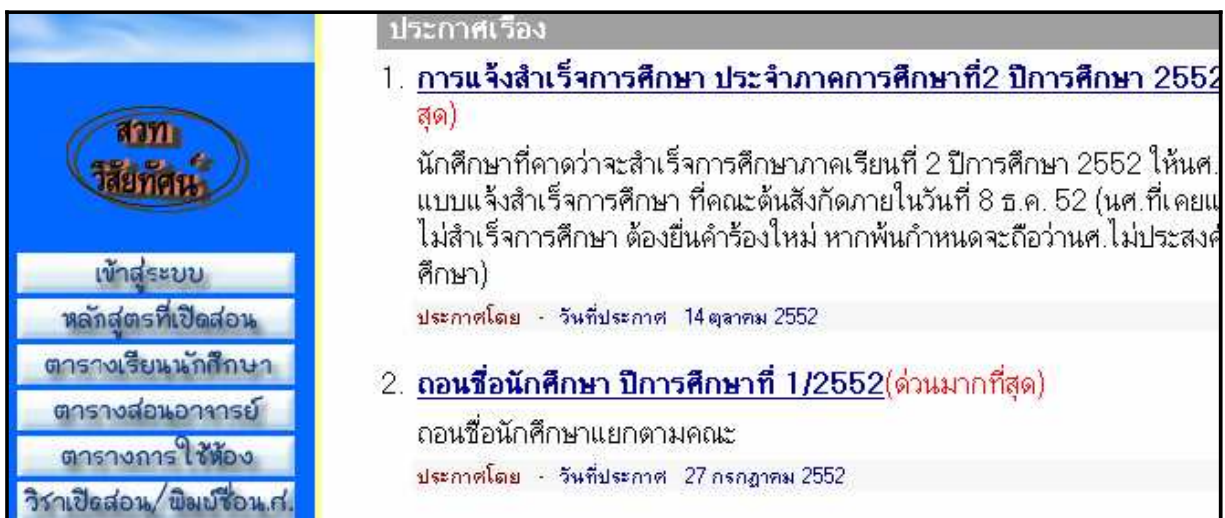 สวท
วิสัยทัศน์
เข้าสู่ระบบ
หลักสูตรที่เปิดสอน
ตารางเรียนนักศึกษา
ตารางสอนอาจารย์
ตารางการใช้ห้อง
วิชาเปิดสอน/พิมพ์ชื่อน.ศ.
ประกาศเรื่อง
1. การแจ้งสำเร็จการศึกษา ประจำภาคการศึกษาที่2 ปีการศึกษา 2552
สุด)
นักศึกษาที่คาดว่าจะสำเร็จการศึกษาภาคเรียนที่ 2 ปีการศึกษา 2552 ให้นศ.
แบบแจ้งสำเร็จการศึกษา ที่คณะต้นสังกัดภายในวันที่ 8 ธ.ค. 52 (นศ.ที่เคย
ไม่สำเร็จการศึกษา ต้องยื่นคำร้องใหม่ หากพ้นกำหนดจะถือว่านศ.ไม่ประสงค์
ศึกษา)
ประกาศโดย - วันที่ประกาศ 14 ตุลาคม 2552
2. ถอนชื่อนักศึกษา ปีการศึกษาที่ 1/2552(ด่วนมากที่สุด)
ถอนชื่อนักศึกษาแยกตามคณะ
ประกาศโดย - วันที่ประกาศ 27 กรกฎาคม 2552